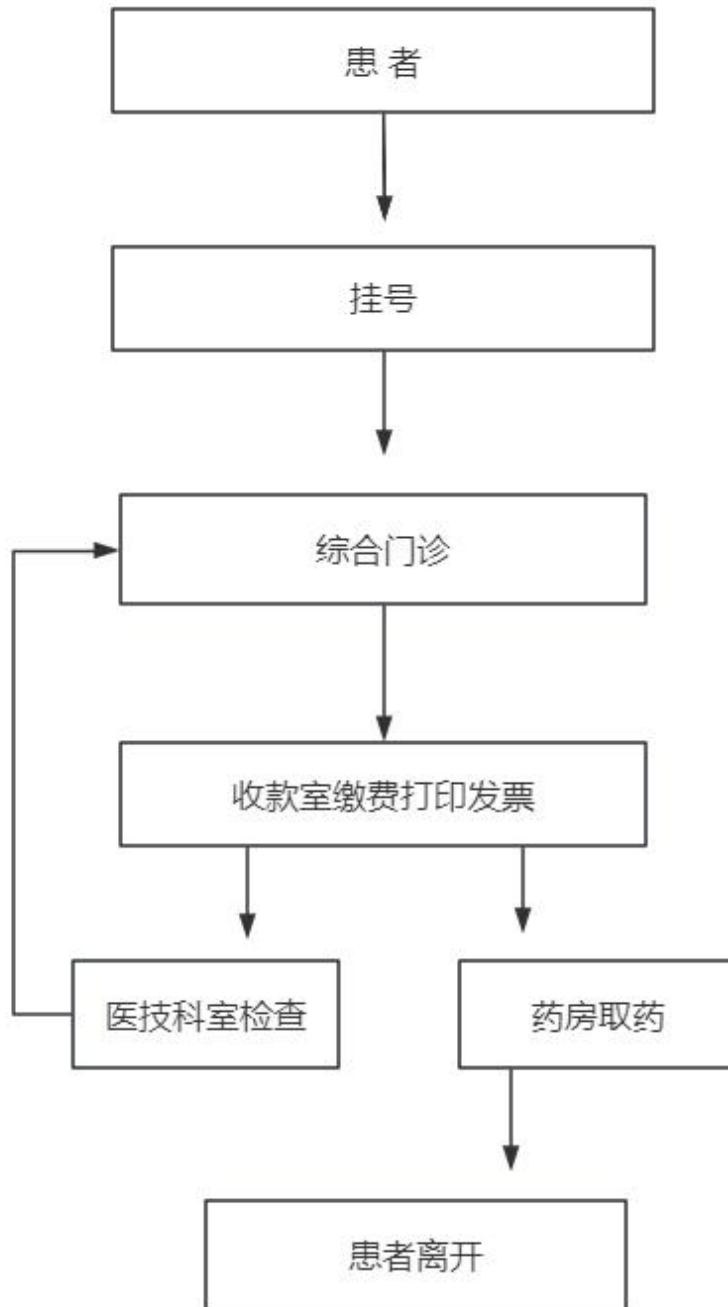 患 者
挂号
综合门诊
收款室缴费打印发票
医技科室检查
药房取药
患者离开